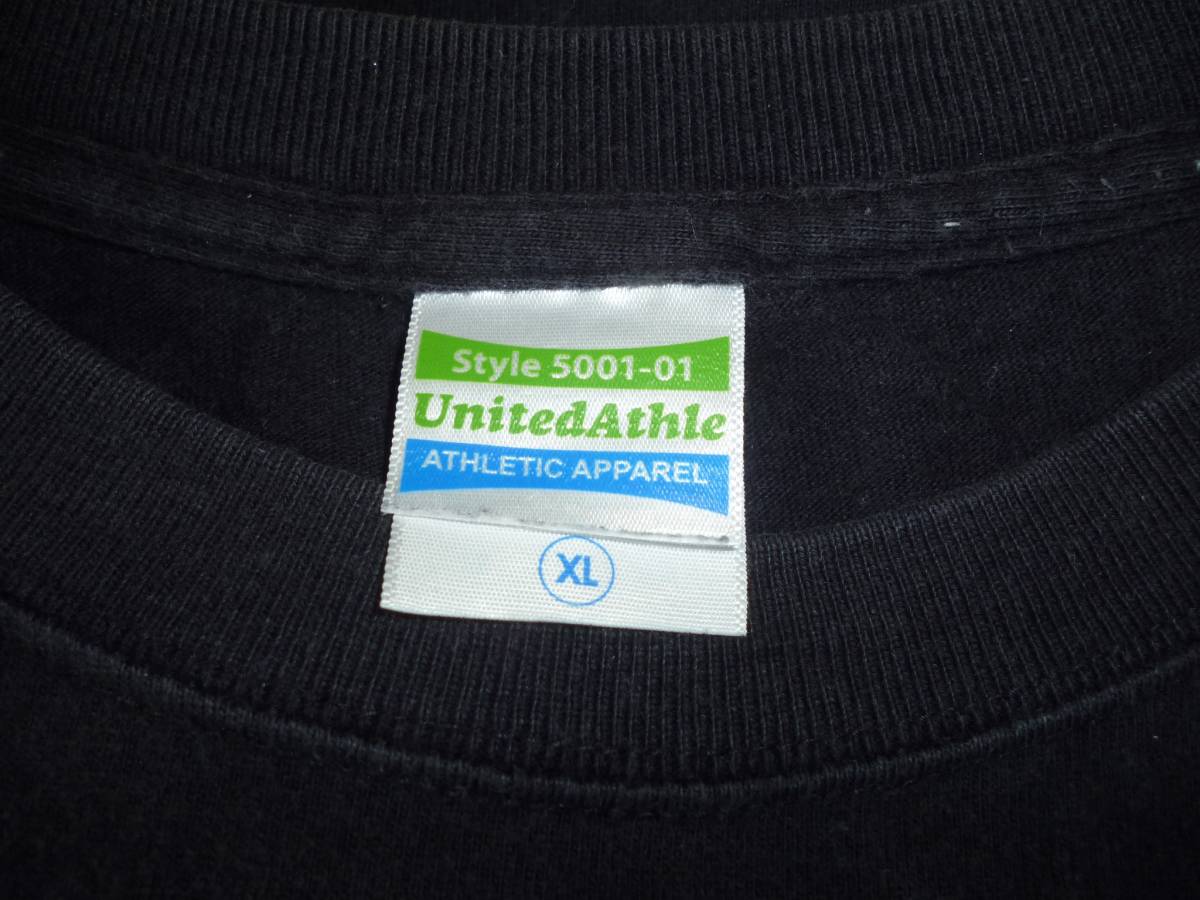 Style 5001-01
UnitedAthle
ATHLETIC APPAREL
XL